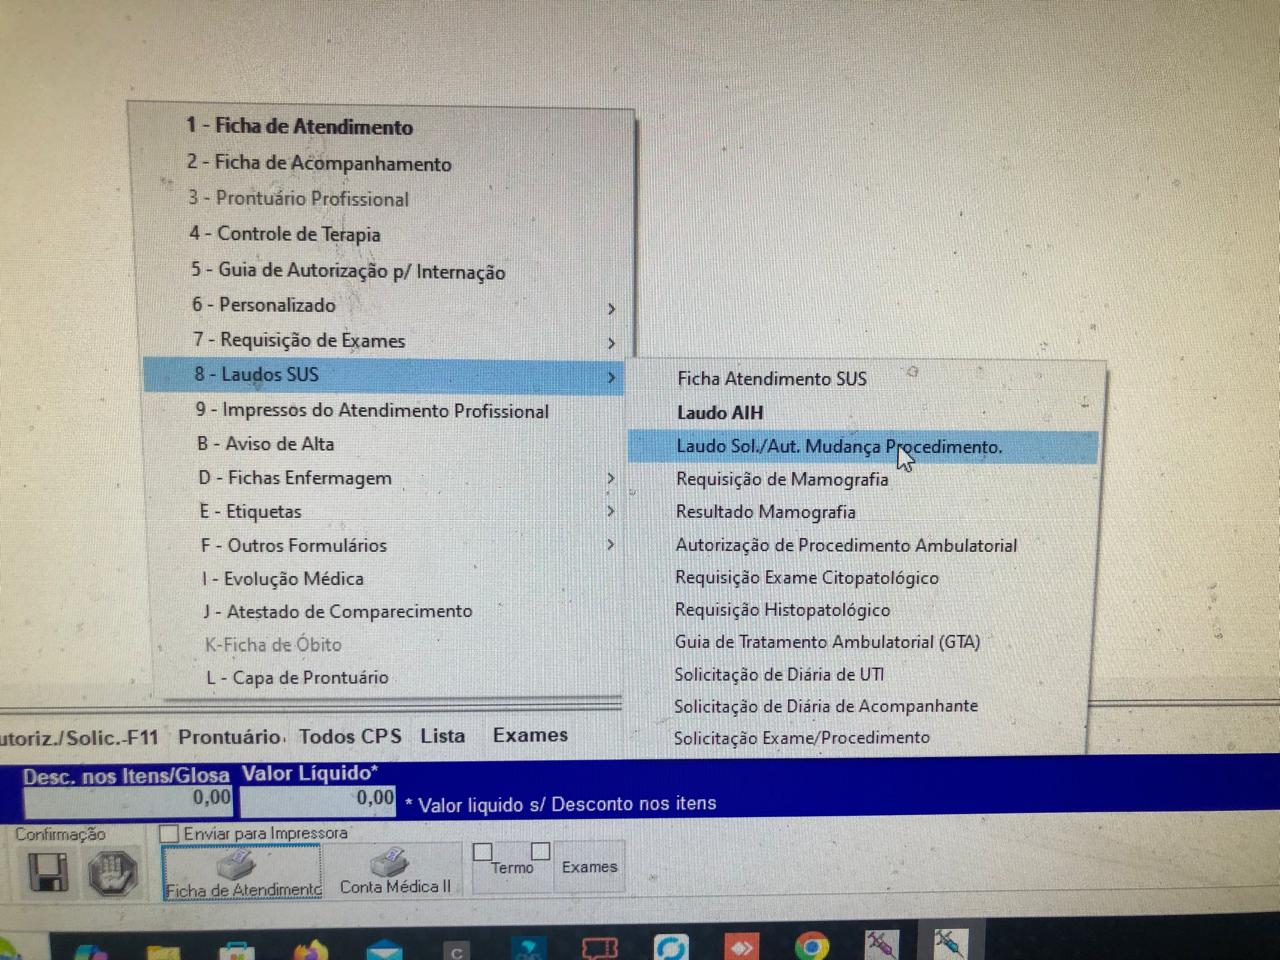 1 - Ficha de Atendimento
2 - Ficha de Acompanhamento
3 - Prontuário Profissional
4 - Controle de Terapia
5 - Guia de Autorização p/ Internação
6 - Personalizado
7 - Requisição de Exames
8 - Laudos SUS
9 - Impressos do Atendimento Profissional
B - Aviso de Alta
D - Fichas Enfermagem
E - Etiquetas
F - Outros Formulários
I - Evolução Médica
J - Atestado de Comparecimento
K-Ficha de Óbito
L - Capa de Prontuário
Ficha Atendimento SUS
Laudo AIH
Laudo Sol./Aut. Mudança Procedimento.
Requisição de Mamografia
Resultado Mamografia
Autorização de Procedimento Ambulatorial
Requisição Exame Citopatológico
Requisição Histopatológico
Guia de Tratamento Ambulatorial (GTA)
Solicitação de Diária de UTI
Solicitação de Diária de Acompanhante
Solicitação Exame/Procedimento
utoriz./Solic.-F11 Prontuário Todos CPS Lista Exames
Desc. nos Itens/Glosa Valor Líquido*
0,00 0,00 * Valor liquido s/ Desconto nos itens
Confirmação Enviar para Impressora
Ficha de Atendimento Conta Médica II Termo Exames
C